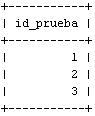 +-----------+
| id_prueba |
+-----------+
|         1 |
|         2 |
|         3 |
+-----------+